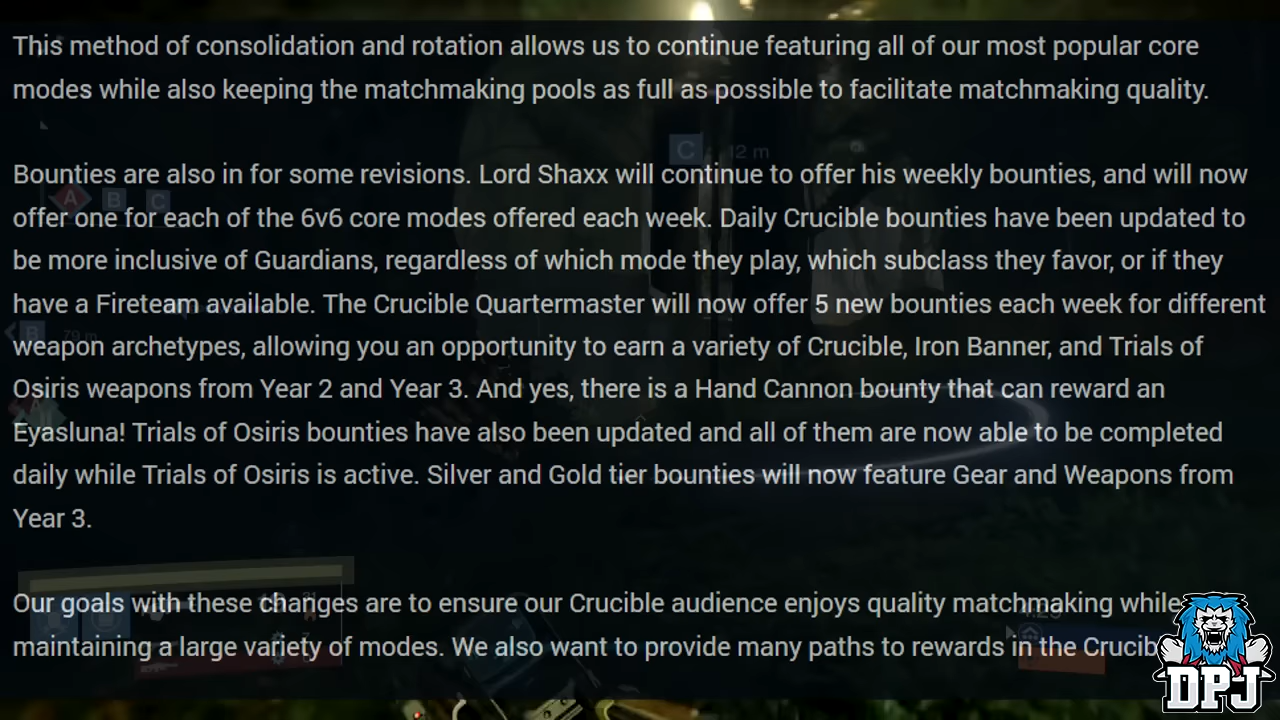 This method of consolidation and rotation allows us to continue featuring all of our most popular core
modes while also keeping the matchmaking pools as full as possible to facilitate matchmaking quality.
C 12 m
Bounties are also in for some revisions. Lord Shaxx will continue to offer his weekly bounties, and will now
A B C
offer one for each of the 6v6 core modes offered each week. Daily Crucible bounties have been updated to
be more inclusive of Guardians, regardless of which mode they play, which subclass they favor, or if they
have a Fireteam available. The Crucible Quartermaster will now offer 5 new bounties each week for different
B 79 m
weapon archetypes, allowing you an opportunity to earn a variety of Crucible, Iron Banner, and Trials of
Osiris weapons from Year 2 and Year 3. And yes, there is a Hand Cannon bounty that can reward an
A
Eyasluna! Trials of Osiris bounties have also been updated and all of them are now able to be completed
daily while Trials of Osiris is active. Silver and Gold tier bounties will now feature Gear and Weapons from
Year 3.
Our goals with these changes are to ensure our Crucible audience enjoys quality matchmaking while
maintaining a large variety of modes. We also want to provide many paths to rewards in the Crucib
DPJ